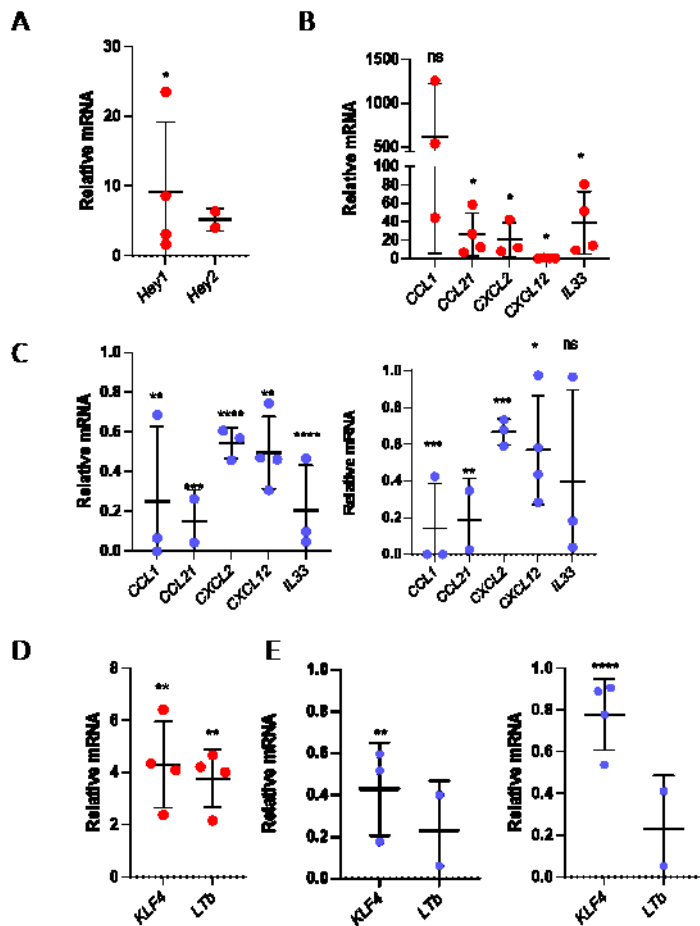 A
Relative mRNA
30
20
10
0
*
Hey1
Hey2
B
Relative mRNA
1500
1000
500
100
80
60
40
20
0
ns
*
*
*
*
CCL1
CCL21
CXCL2
CXCL12
IL33
C
Relative mRNA
1.0
0.8
0.6
0.4
0.2
0.0
**
***
****
**
****
CCL1
CCL21
CXCL2
CXCL12
IL33
Relative mRNA
1.0
0.8
0.6
0.4
0.2
0.0
***
**
***
*
ns
CCL1
CCL21
CXCL2
CXCL12
IL33
D
Relative mRNA
8
6
4
2
0
**
**
KLF4
LTb
E
Relative mRNA
1.0
0.8
0.6
0.4
0.2
0.0
**
KLF4
LTb
Relative mRNA
1.0
0.8
0.6
0.4
0.2
0.0
****
KLF4
LTb